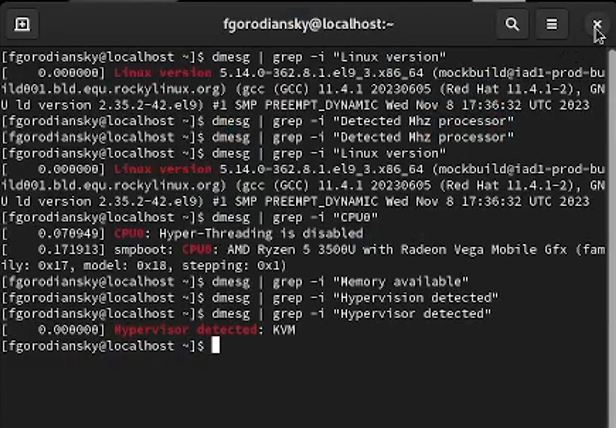 fgorodiansky@localhost:~
[fgorodiansky@localhost ~]$ dmesg | grep -i "Linux version"
[    0.000000] Linux version 5.14.0-362.8.1.el9_3.x86_64 (mockbuild@iad1-prod-bu
ild001.bld.equ.rockylinux.org) (gcc (GCC) 11.4.1 20230605 (Red Hat 11.4.1-2), GN
U ld version 2.35.2-42.el9) #1 SMP PREEMPT_DYNAMIC Wed Nov 8 17:36:32 UTC 2023
[fgorodiansky@localhost ~]$ dmesg | grep -i "Detected Mhz processor"
[fgorodiansky@localhost ~]$ dmesg | grep -i "Detected Mhz processor"
[fgorodiansky@localhost ~]$ dmesg | grep -i "Linux version"
[    0.000000] Linux version 5.14.0-362.8.1.el9_3.x86_64 (mockbuild@iad1-prod-bu
ild001.bld.equ.rockylinux.org) (gcc (GCC) 11.4.1 20230605 (Red Hat 11.4.1-2), GN
U ld version 2.35.2-42.el9) #1 SMP PREEMPT_DYNAMIC Wed Nov 8 17:36:32 UTC 2023
[fgorodiansky@localhost ~]$ dmesg | grep -i "CPU0"
[    0.070949] CPU0: Hyper-Threading is disabled
[    0.171913] smpboot: CPU0: AMD Ryzen 5 3500U with Radeon Vega Mobile Gfx (fam
ily: 0x17, model: 0x18, stepping: 0x1)
[fgorodiansky@localhost ~]$ dmesg | grep -i "Memory available"
[fgorodiansky@localhost ~]$ dmesg | grep -i "Hypervision detected"
[fgorodiansky@localhost ~]$ dmesg | grep -i "Hypervisor detected"
[    0.000000] Hypervisor detected: KVM
[fgorodiansky@localhost ~]$